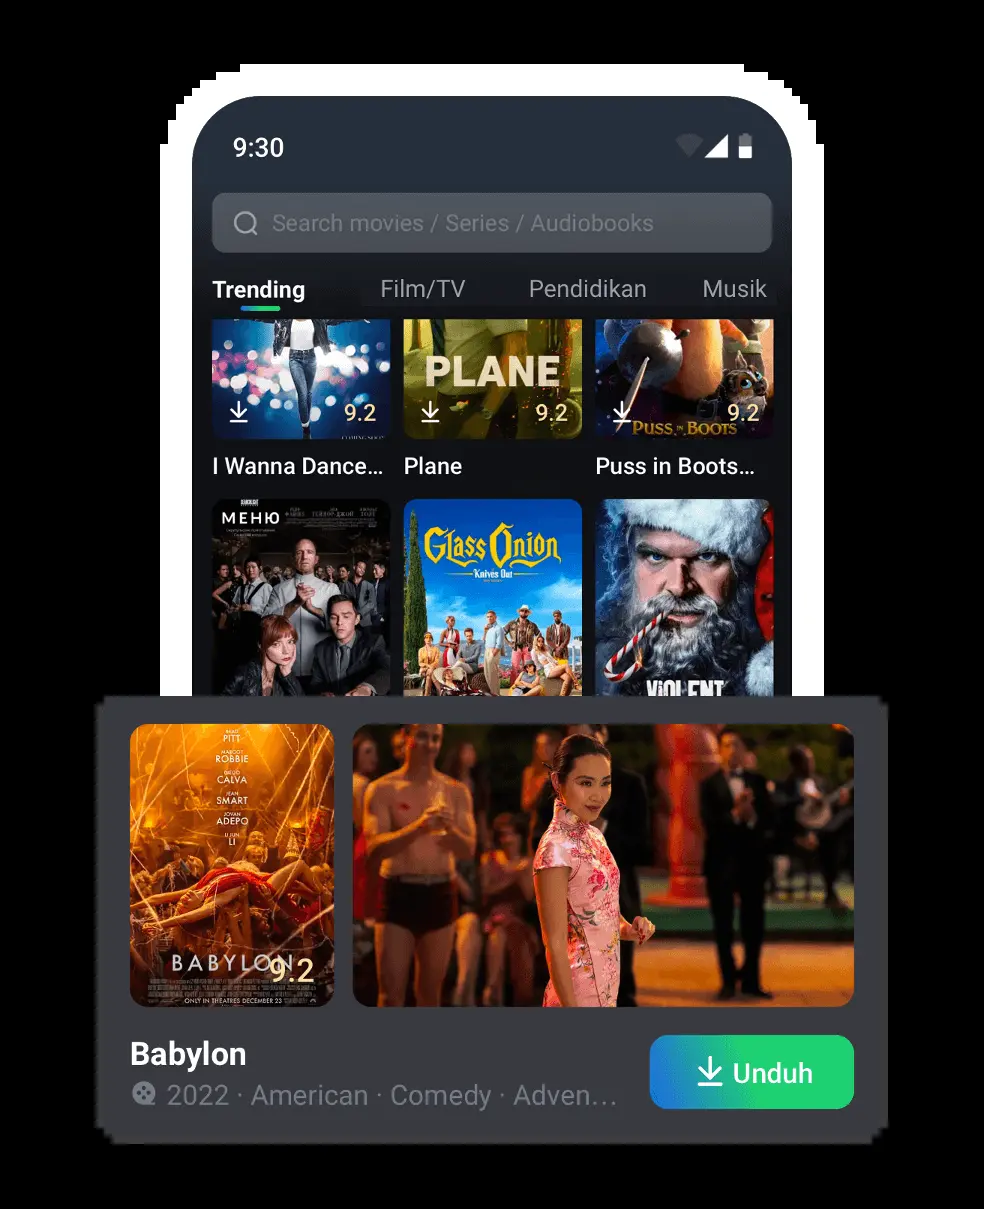 9:30
Search movies / Series / Audiobooks
Trending
Film/TV
Pendidikan
Musik
PLANE
PUSS IN BOOTS
9.2
9.2
9.2
I Wanna Dance...
Plane
Puss in Boots...
МЕНЮ
GLASS ONION
KNIVES OUT
VIOLENT
BRAD
PITT
MARGOT
ROBBIE
DIEGO
CALVA
JEAN
SMART
JOVAN
ADEPO
LI JUN
LI
BABYLON
9.2
ONLY IN THEATRES DECEMBER 23
Babylon
2022 · American · Comedy · Adven...
Unduh